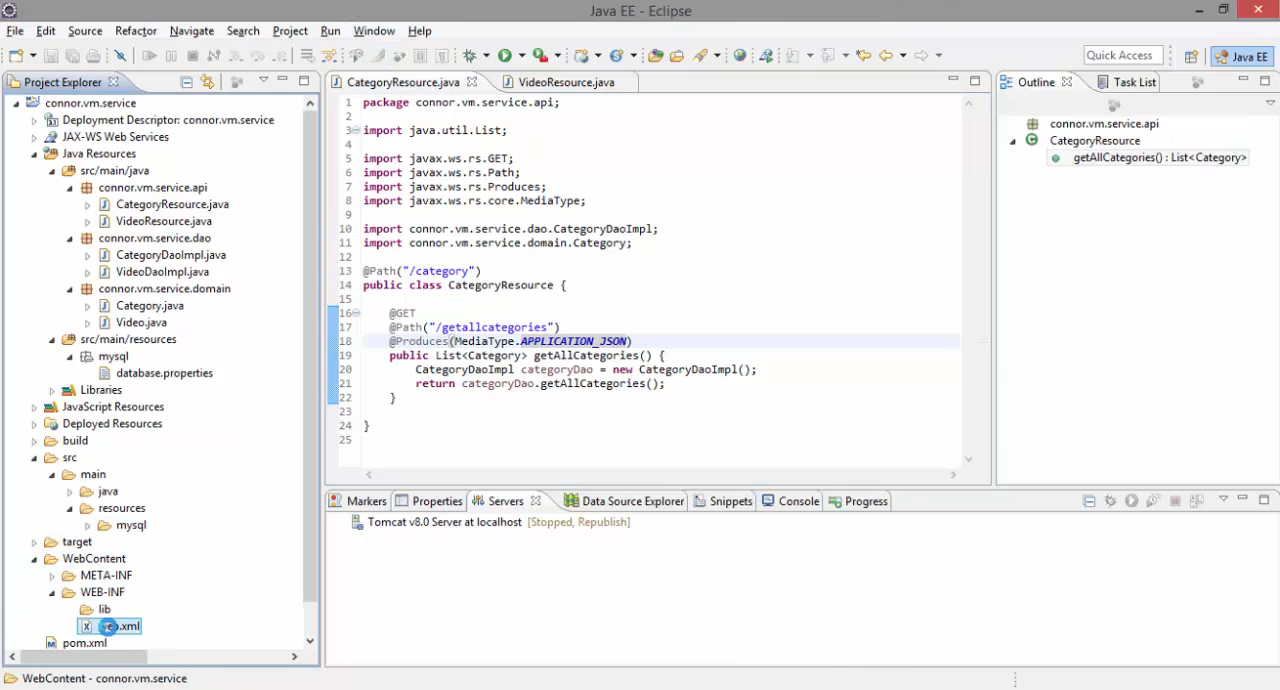 Java EE - Eclipse
File Edit Source Refactor Navigate Search Project Run Window Help
Quick Access
Java EE
Project Explorer
connor.vm.service
Deployment Descriptor: connor.vm.service
JAX-WS Web Services
Java Resources
src/main/java
connor.vm.service.api
CategoryResource.java
VideoResource.java
connor.vm.service.dao
CategoryDaoImpl.java
VideoDaoImpl.java
connor.vm.service.domain
Category.java
Video.java
src/main/resources
mysql
database.properties
Libraries
JavaScript Resources
Deployed Resources
build
src
main
java
resources
mysql
target
WebContent
META-INF
WEB-INF
lib
.xml
pom.xml
CategoryResource.java VideoResource.java
1 package connor.vm.service.api;
2
3 import java.util.List;
4
5 import javax.ws.rs.GET;
6 import javax.ws.rs.Path;
7 import javax.ws.rs.Produces;
8 import javax.ws.rs.core.MediaType;
9
10 import connor.vm.service.dao.CategoryDaoImpl;
11 import connor.vm.service.domain.Category;
12
13 @Path("/category")
14 public class CategoryResource {
15
16 @GET
17 @Path("/getallcategories")
18 @Produces(MediaType.APPLICATION_JSON)
19 public List<Category> getAllCategories() {
20 CategoryDaoImpl categoryDao = new CategoryDaoImpl();
21 return categoryDao.getAllCategories();
22 }
23
24 }
25
Outline Task List
connor.vm.service.api
CategoryResource
getAllCategories() : List<Category>
Markers Properties Servers Data Source Explorer Snippets Console Progress
Tomcat v8.0 Server at localhost [Stopped, Republish]
WebContent - connor.vm.service